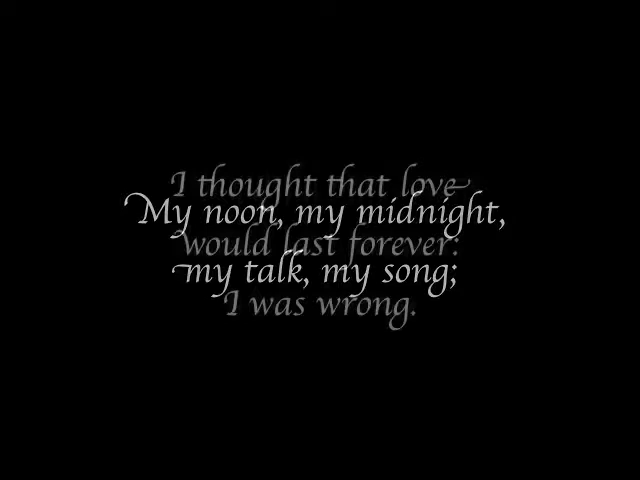 I thought that love
My noon, my midnight,
would last forever:
my talk, my song;
I was wrong.